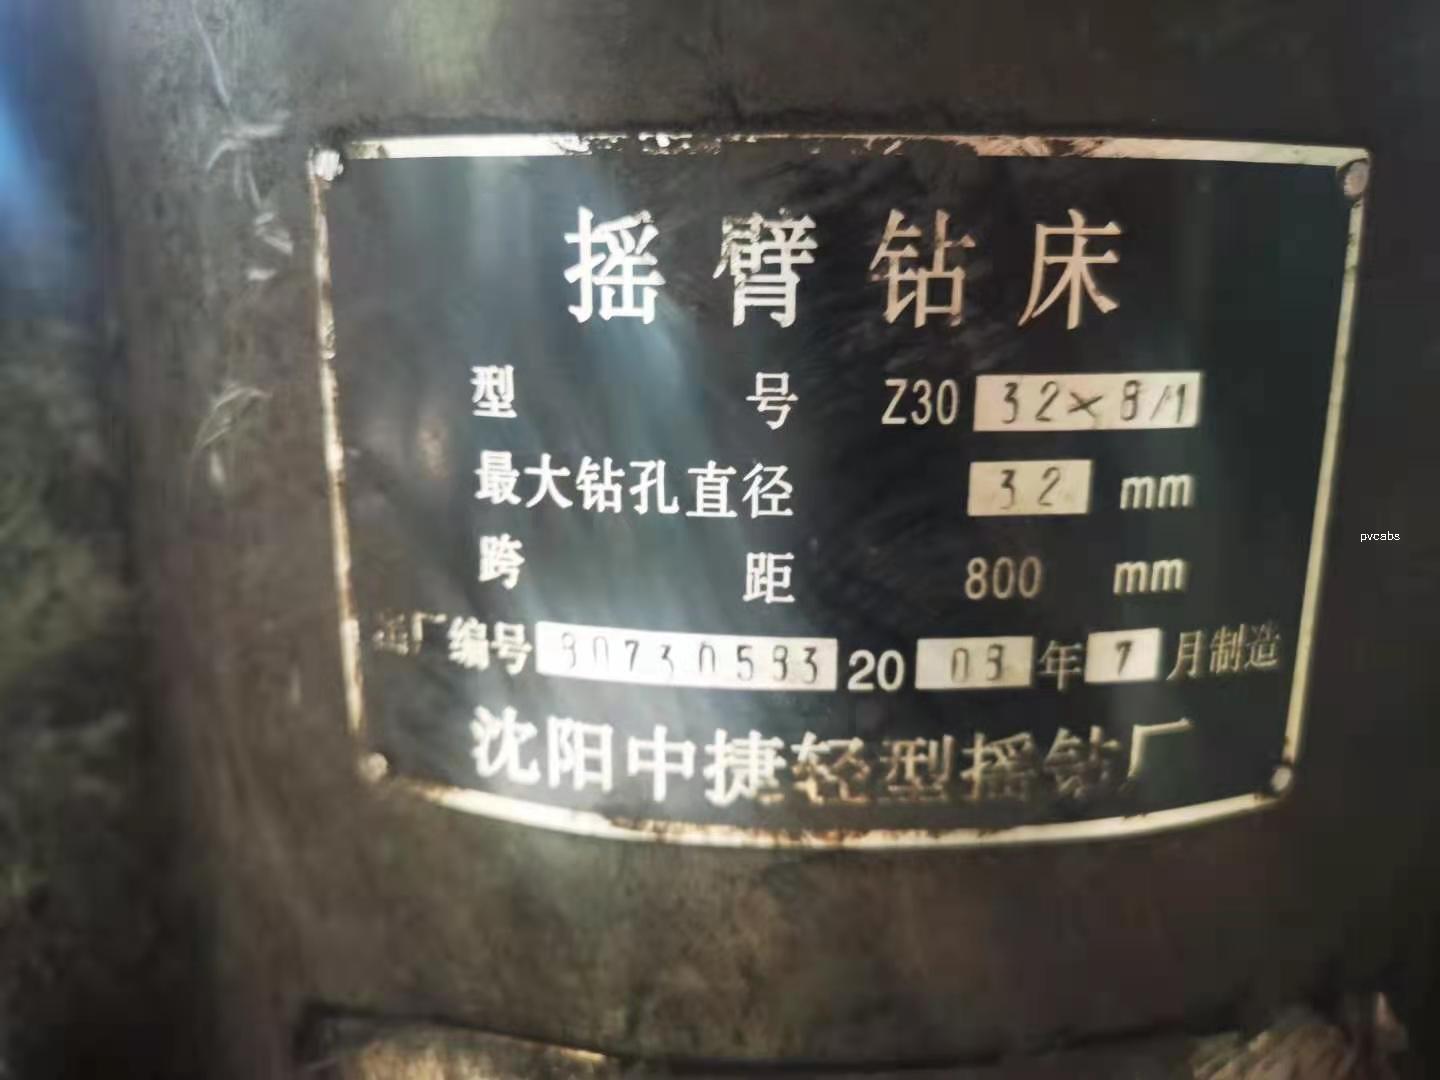 摇臂钻床
型号 Z30 32×8/1
最大钻孔直径 32 mm
跨距 800 mm
出厂编号 80730583 20 08 年 7 月制造
沈阳中捷轻型摇钻厂
pvcabs